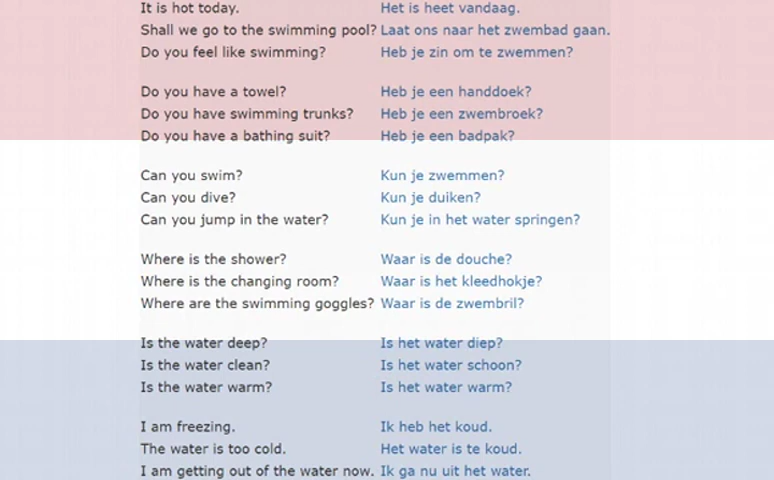 It is hot today. Het is heet vandaag.
Shall we go to the swimming pool? Laat ons naar het zwembad gaan.
Do you feel like swimming? Heb je zin om te zwemmen?
Do you have a towel? Heb je een handdoek?
Do you have swimming trunks? Heb je een zwembroek?
Do you have a bathing suit? Heb je een badpak?
Can you swim? Kun je zwemmen?
Can you dive? Kun je duiken?
Can you jump in the water? Kun je in het water springen?
Where is the shower? Waar is de douche?
Where is the changing room? Waar is het kleedhokje?
Where are the swimming goggles? Waar is de zwembril?
Is the water deep? Is het water diep?
Is the water clean? Is het water schoon?
Is the water warm? Is het water warm?
I am freezing. Ik heb het koud.
The water is too cold. Het water is te koud.
I am getting out of the water now. Ik ga nu uit het water.